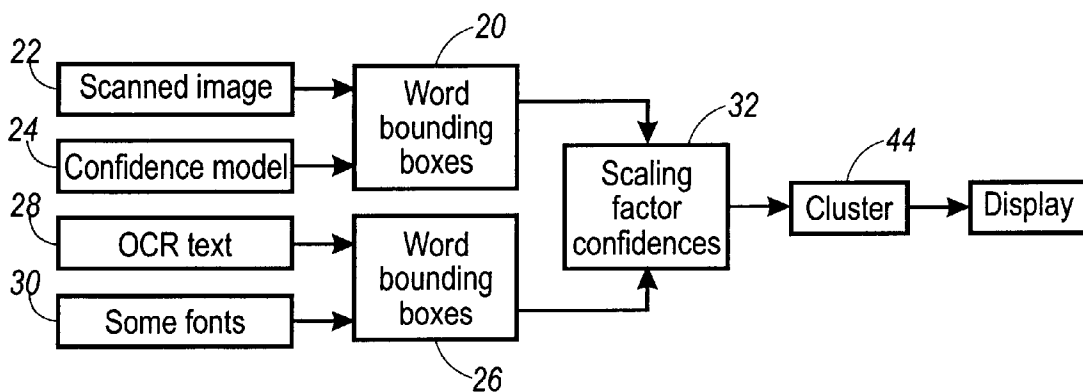 20
22
Scanned image
Word
bounding
boxes
32
24
Confidence model
Scaling
factor
confidences
44
Cluster
Display
28
OCR text
Word
bounding
boxes
30
Some fonts
26